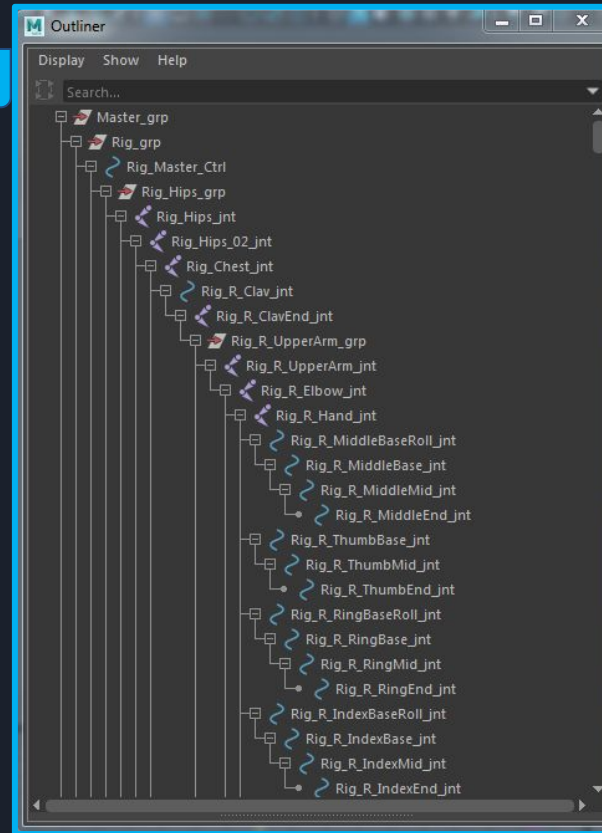 Outliner
Display Show Help
Search...
Master_grp
Rig_grp
Rig_Master_Ctrl
Rig_Hips_grp
Rig_Hips_jnt
Rig_Hips_02_jnt
Rig_Chest_jnt
Rig_R_Clav_jnt
Rig_R_ClavEnd_jnt
Rig_R_UpperArm_grp
Rig_R_UpperArm_jnt
Rig_R_Elbow_jnt
Rig_R_Hand_jnt
Rig_R_MiddleBaseRoll_jnt
Rig_R_MiddleBase_jnt
Rig_R_MiddleMid_jnt
Rig_R_MiddleEnd_jnt
Rig_R_ThumbBase_jnt
Rig_R_ThumbMid_jnt
Rig_R_ThumbEnd_jnt
Rig_R_RingBaseRoll_jnt
Rig_R_RingBase_jnt
Rig_R_RingMid_jnt
Rig_R_RingEnd_jnt
Rig_R_IndexBaseRoll_jnt
Rig_R_IndexBase_jnt
Rig_R_IndexMid_jnt
Rig_R_IndexEnd_jnt